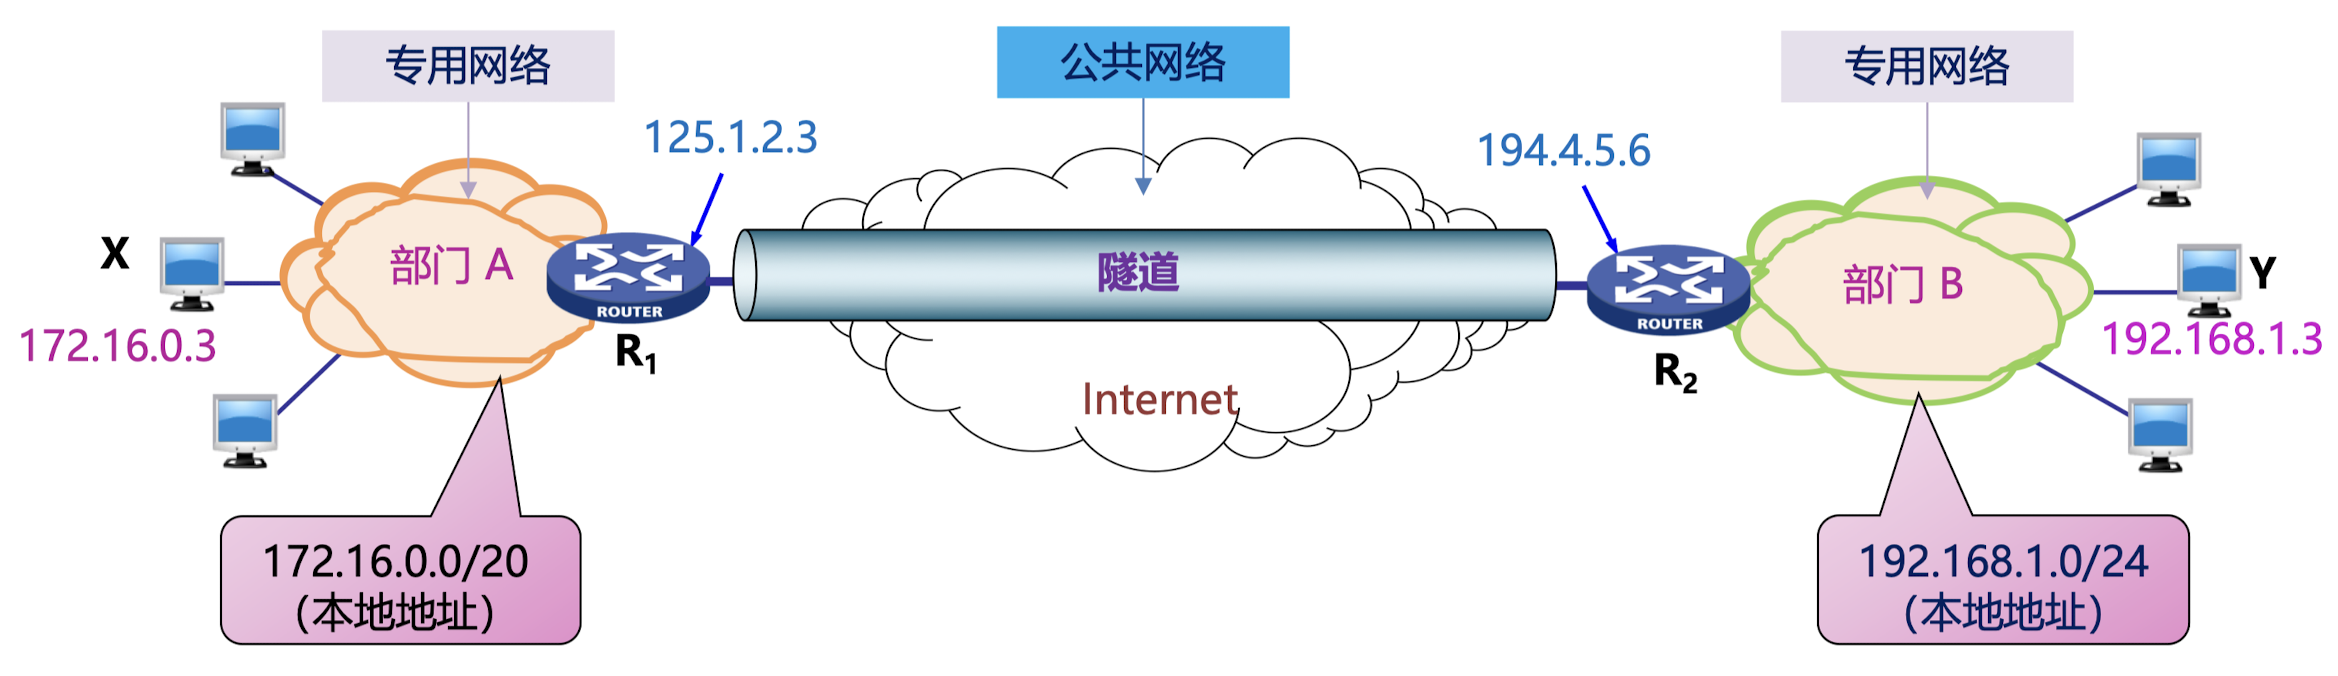 专用网络
公共网络
专用网络
125.1.2.3
194.4.5.6
X
部门 A
隧道
部门 B
Y
172.16.0.3
ROUTER
ROUTER
192.168.1.3
R1
R2
Internet
172.16.0.0/20
(本地地址)
192.168.1.0/24
(本地地址)